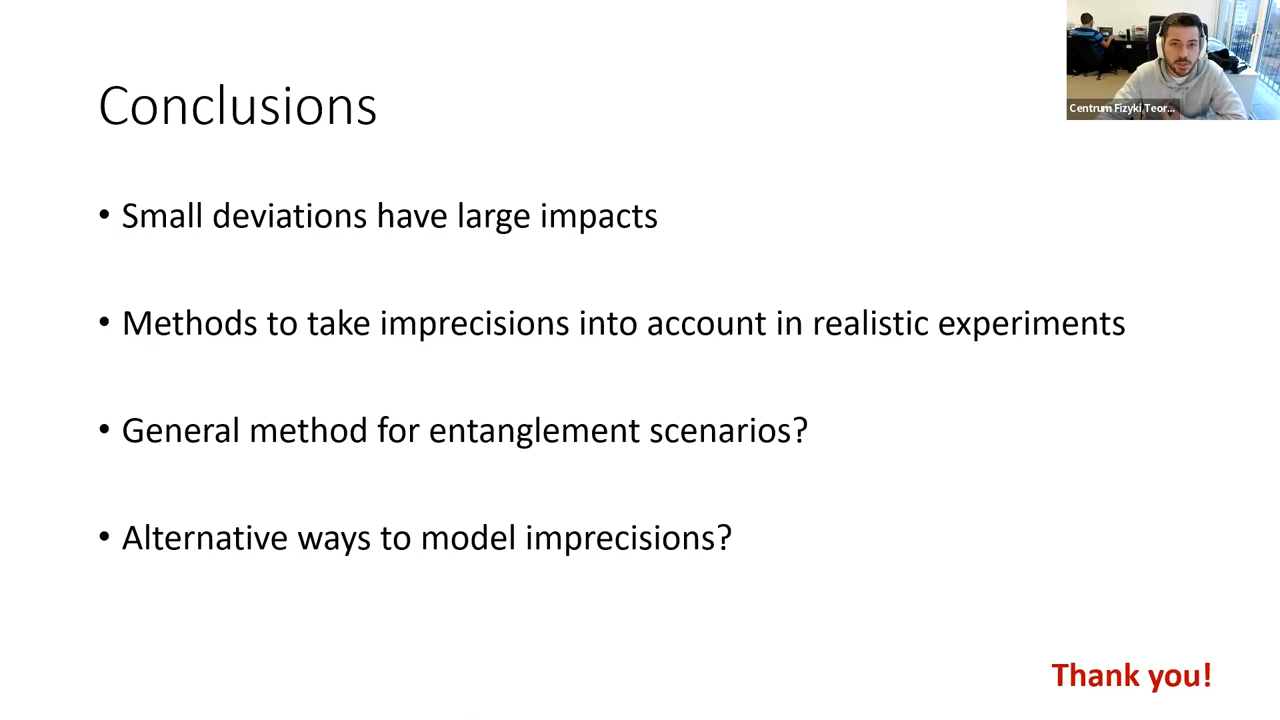 Centrum Fizyki Teor...
Conclusions
• Small deviations have large impacts
• Methods to take imprecisions into account in realistic experiments
• General method for entanglement scenarios?
• Alternative ways to model imprecisions?
Thank you!